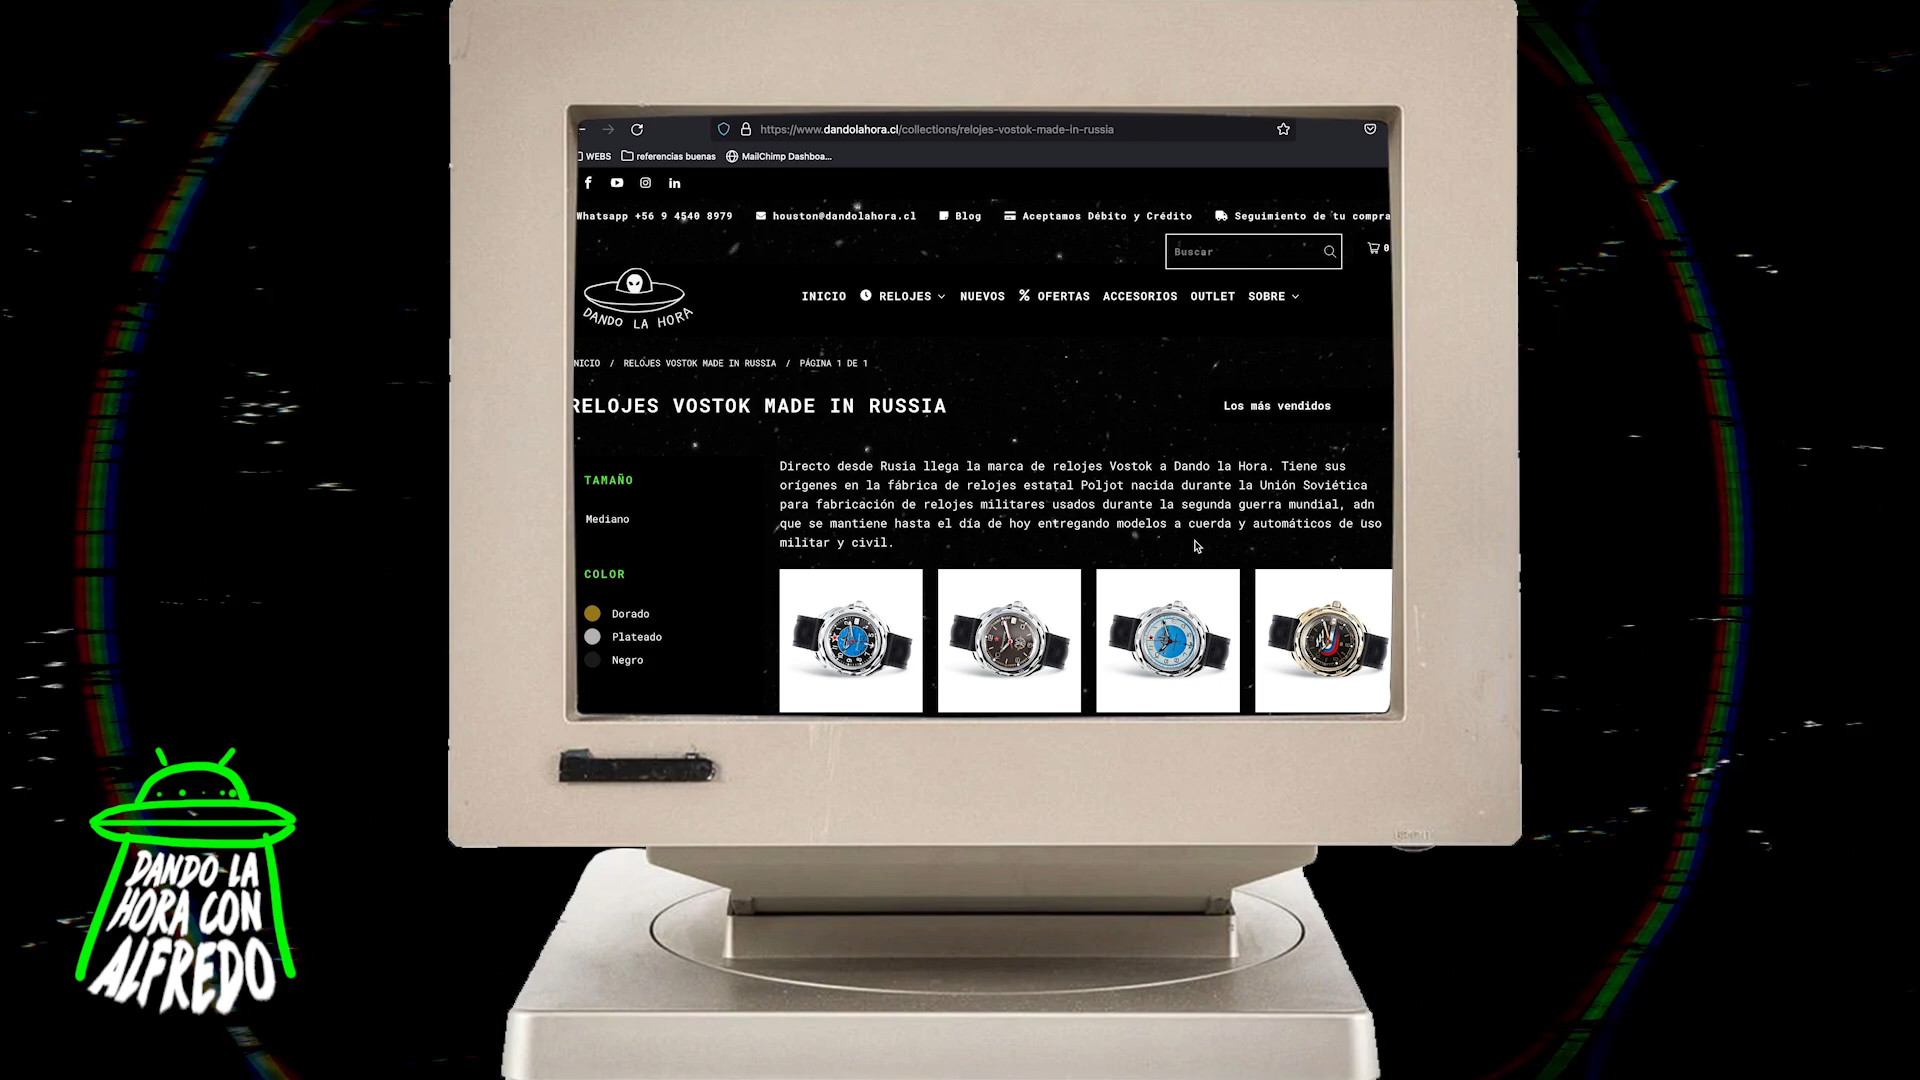 https://www.dandolahora.cl/collections/relojes-vostok-made-in-russia
WEBS referencias buenas MailChimp Dashboa...
Whatsapp +56 9 4540 8979 houston@dandolahora.cl Blog Aceptamos Débito y Crédito Seguimiento de tu compra
Buscar
0
DANDO LA HORA
INICIO RELOJES NUEVOS % OFERTAS ACCESORIOS OUTLET SOBRE
NICIO / RELOJES VOSTOK MADE IN RUSSIA / PÁGINA 1 DE 1
RELOJES VOSTOK MADE IN RUSSIA
Los más vendidos
TAMAÑO
Mediano
COLOR
Dorado
Plateado
Negro
Directo desde Rusia llega la marca de relojes Vostok a Dando la Hora. Tiene sus
orígenes en la fábrica de relojes estatal Poljot nacida durante la Unión Soviética
para fabricación de relojes militares usados durante la segunda guerra mundial, adn
que se mantiene hasta el día de hoy entregando modelos a cuerda y automáticos de uso
militar y civil.
DANDO LA
HORA CON
ALFREDO